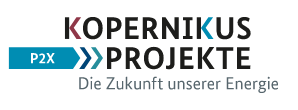 KOPERNIKUS
P2X PROJEKTE
Die Zukunft unserer Energie